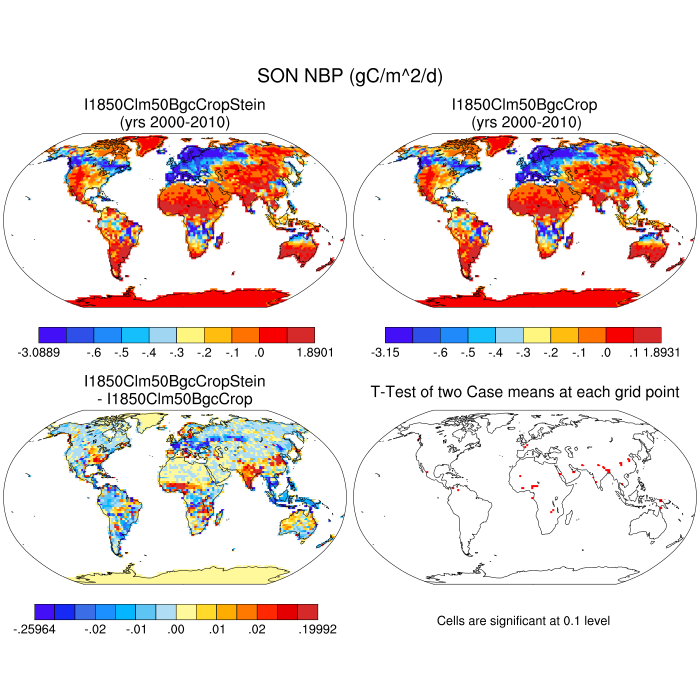 SON NBP (gC/m^2/d)
I1850Clm50BgcCropStein
(yrs 2000-2010)
I1850Clm50BgcCrop
(yrs 2000-2010)
-3.0889 -.6 -.5 -.4 -.3 -.2 -.1 .0 1.8901
-3.15 -.6 -.5 -.4 -.3 -.2 -.1 .0 .1 1.8931
I1850Clm50BgcCropStein
- I1850Clm50BgcCrop
T-Test of two Case means at each grid point
-.25964 -.02 -.01 .00 .01 .02 .19992
Cells are significant at 0.1 level